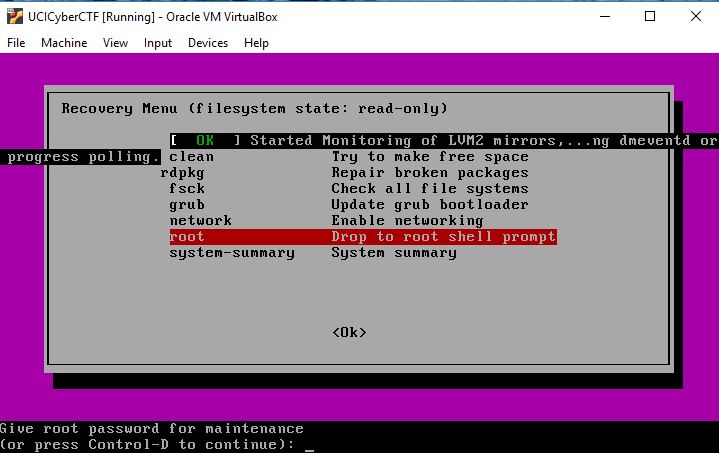 UCICyberCTF [Running] - Oracle VM VirtualBox
File Machine View Input Devices Help
Recovery Menu (filesystem state: read-only)
[ OK ] Started Monitoring of LVM2 mirrors,...ng dmeventd or
progress polling. clean Try to make free space
rdpkg Repair broken packages
fsck Check all file systems
grub Update grub bootloader
network Enable networking
root Drop to root shell prompt
system-summary System summary
<Ok>
Give root password for maintenance
(or press Control-D to continue): _